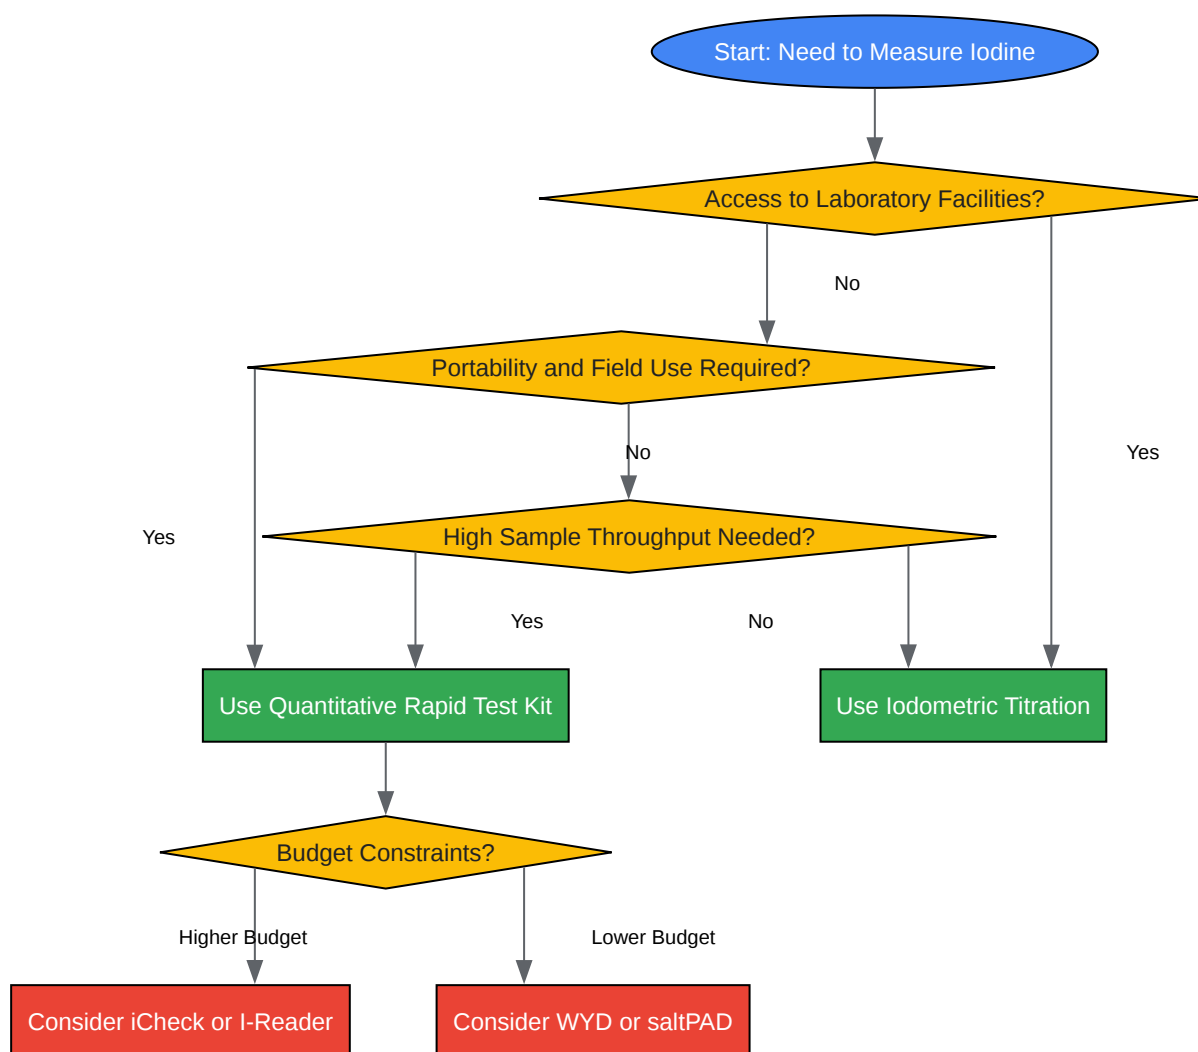 Start: Need to Measure Iodine
Access to Laboratory Facilities?
No
Portability and Field Use Required?
No
Yes
Yes
High Sample Throughput Needed?
Yes
No
Use Quantitative Rapid Test Kit
Use Iodometric Titration
Budget Constraints?
Higher Budget
Lower Budget
Consider iCheck or I-Reader
Consider WYD or saltPAD